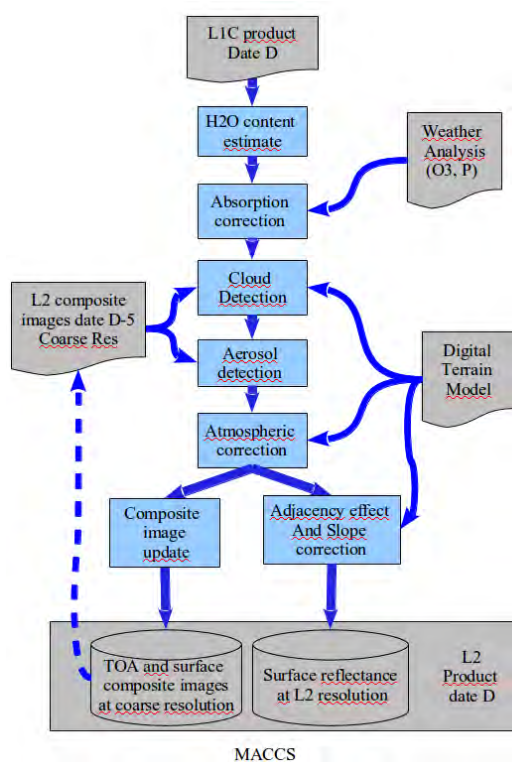 L1C product
Date D
H2O content
estimate
Weather
Analysis
(O3, P)
Absorption
correction
Cloud
Detection
L2 composite
images date D-5
Coarse Res
Aerosol
detection
Digital
Terrain
Model
Atmospheric
correction
Composite
image
update
Adjacency effect
And Slope
correction
TOA and surface
composite images
at coarse resolution
Surface reflectance
at L2 resolution
L2
Product
date D
MACCS